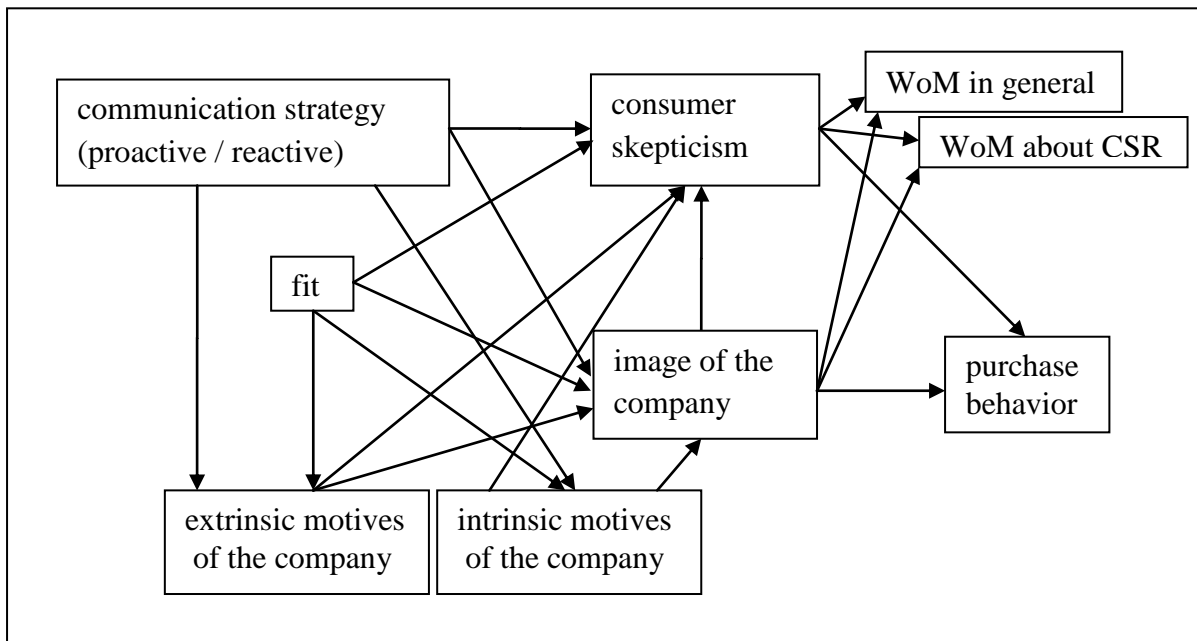 communication strategy
(proactive / reactive)
consumer
skepticism
WoM in general
WoM about CSR
fit
image of the
company
purchase
behavior
extrinsic motives
of the company
intrinsic motives
of the company